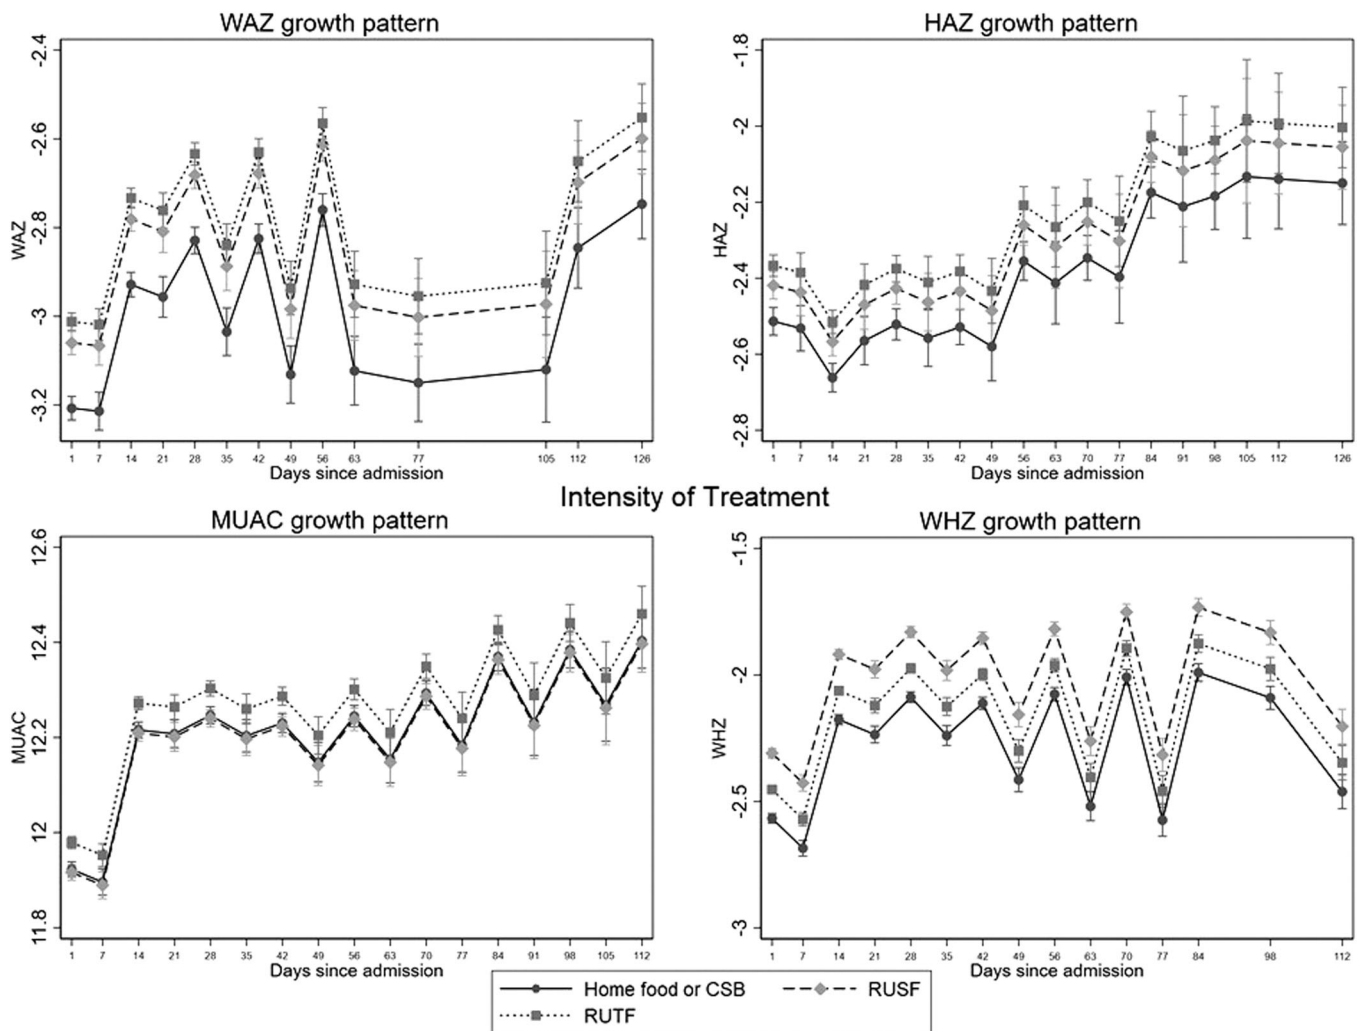 WAZ growth pattern
WAZ
-2.4
-2.6
-2.8
-3
-3.2
1 7 14 21 28 35 42 49 56 63 77 105 112 126
Days since admission
HAZ growth pattern
HAZ
-1.8
-2
-2.2
-2.4
-2.6
-2.8
1 7 14 21 28 35 42 49 56 63 70 77 84 91 98 105 112 126
Days since admission
Intensity of Treatment
MUAC growth pattern
MUAC
12.6
12.4
12.2
12
11.8
1 7 14 21 28 35 42 49 56 63 70 77 84 91 98 105 112
Days since admission
WHZ growth pattern
WHZ
-1.5
-2
-2.5
-3
1 7 14 21 28 35 42 49 56 63 70 77 84 98 112
Days since admission
Home food or CSB RUSF
RUTF